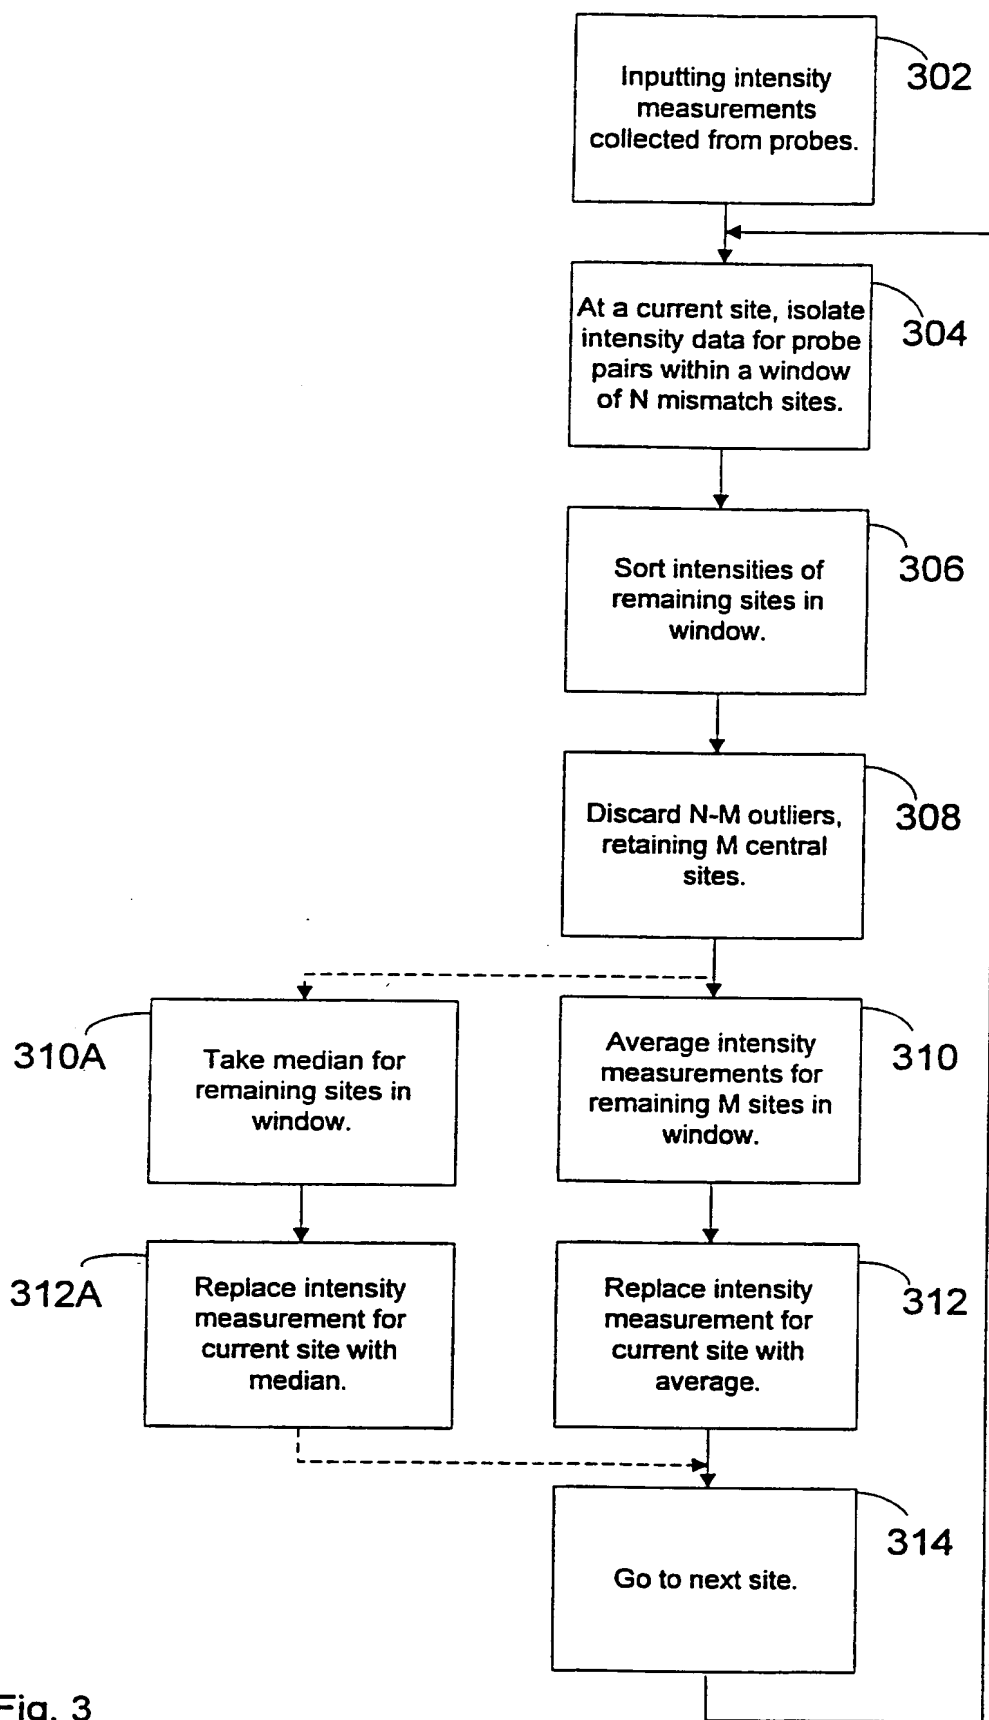 Inputting intensity
measurements
collected from probes.
302
At a current site, isolate
intensity data for probe
pairs within a window
of N mismatch sites.
304
Sort intensities of
remaining sites in
window.
306
Discard N-M outliers,
retaining M central
sites.
308
310A
Take median for
remaining sites in
window.
Average intensity
measurements for
remaining M sites in
window.
310
312A
Replace intensity
measurement for
current site with
median.
Replace intensity
measurement for
current site with
average.
312
Go to next site.
314
Fig. 3